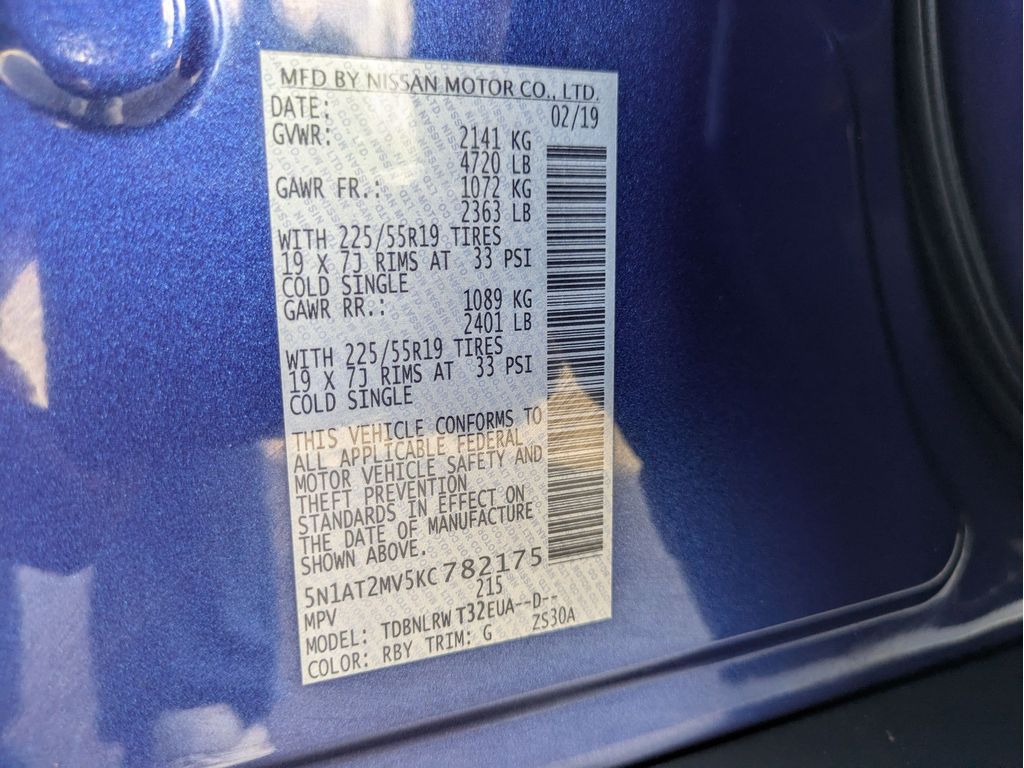 MFD BY NISSAN MOTOR CO., LTD.
DATE: 02/19
GVWR: 2141 KG
4720 LB
GAWR FR.: 1072 KG
2363 LB
WITH 225/55R19 TIRES
19 X 7J RIMS AT 33 PSI
COLD SINGLE
GAWR RR.: 1089 KG
2401 LB
WITH 225/55R19 TIRES
19 X 7J RIMS AT 33 PSI
COLD SINGLE
THIS VEHICLE CONFORMS TO
ALL APPLICABLE FEDERAL
MOTOR VEHICLE SAFETY AND
THEFT PREVENTION
STANDARDS IN EFFECT ON
THE DATE OF MANUFACTURE
SHOWN ABOVE.
5N1AT2MV5KC782175
MPV 215
MODEL: TDBNLRW T32EUA--D--
COLOR: RBY TRIM: G ZS30A